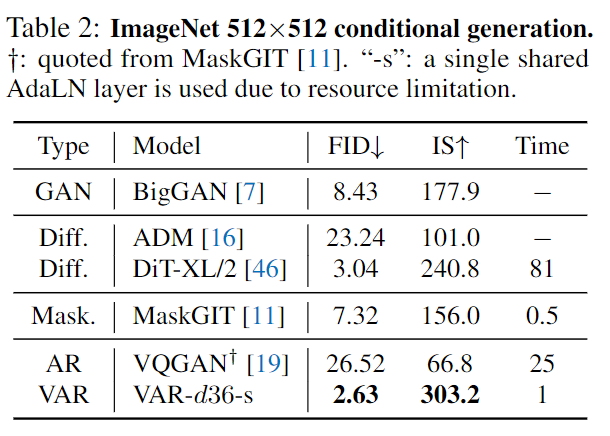 Table 2: ImageNet 512×512 conditional generation.
†: quoted from MaskGIT [11]. “-s”: a single shared
AdaLN layer is used due to resource limitation.
Type Model FID↓ IS↑ Time
GAN BigGAN [7] 8.43 177.9 −
Diff. ADM [16] 23.24 101.0 −
Diff. DiT-XL/2 [46] 3.04 240.8 81
Mask. MaskGIT [11] 7.32 156.0 0.5
AR VQGAN† [19] 26.52 66.8 25
VAR VAR-d36-s 2.63 303.2 1